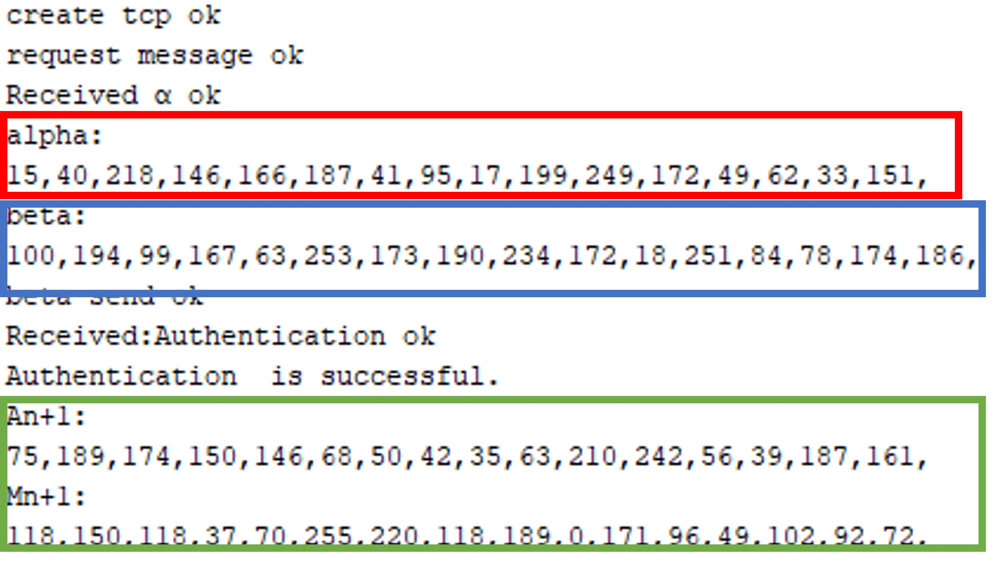 create tcp ok
request message ok
Received α ok
alpha:
15,40,218,146,166,187,41,95,17,199,249,172,49,62,33,151,
beta:
100,194,99,167,63,253,173,190,234,172,18,251,84,78,174,186,
beta send ok
Received:Authentication ok
Authentication  is successful.
An+1:
75,189,174,150,146,68,50,42,35,63,210,242,56,39,187,161,
Mn+1:
118,150,118,37,70,255,220,118,189,0,171,96,49,102,92,72,